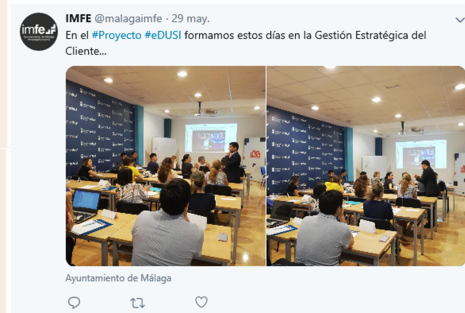 imfe
IMFE @malagaimfe · 29 may.
En el #Proyecto #eDUSI formamos estos días en la Gestión Estratégica del
Cliente...
Ayuntamiento de Málaga